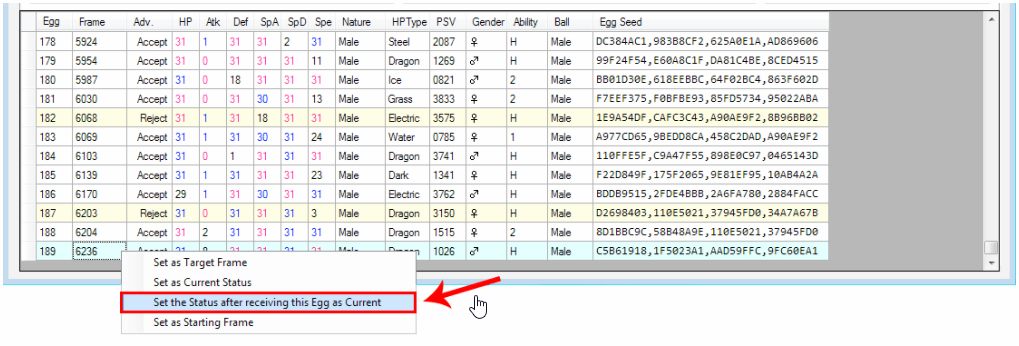 Egg Frame Adv. HP Atk Def SpA SpD Spe Nature HPType PSV Gender Ability Ball Egg Seed
178 5924 Accept 31 1 31 31 2 31 Male Steel 2087 ♀ H Male DC384AC1,983B8CF2,625A0E1A,AD869606
179 5954 Accept 31 0 31 31 31 11 Male Dragon 1269 ♂ H Male 99F24F54,E60A8C1F,DA81C4BE,8CED4515
180 5987 Accept 31 0 18 31 31 31 Male Ice 0821 ♂ 2 Male BB01D30E,618EEBBC,64F02BC4,863F602D
181 6030 Accept 31 0 31 30 31 13 Male Grass 3833 ♀ 2 Male F7EEF375,F0BFBE93,85FD5734,95022ABA
182 6068 Reject 31 1 31 18 31 31 Male Electric 3575 ♀ H Male 1E9A54DF,CAFC3C43,A90AE9F2,8B96BB02
183 6069 Accept 31 1 31 30 31 24 Male Water 0785 ♀ 1 Male A977CD65,9BEDD8CA,458C2DAD,A90AE9F2
184 6103 Accept 31 0 1 31 31 31 Male Dragon 3741 ♂ H Male 110FFE5F,C9A47F55,898E0C97,0465143D
185 6139 Accept 31 1 31 31 31 23 Male Dark 1341 ♀ H Male F22D849F,175F2065,9E81EF95,10AB4A2A
186 6170 Accept 29 1 31 30 31 31 Male Electric 3762 ♂ H Male BDDB9515,2FDE4BBB,2A6FA780,2884FACC
187 6203 Reject 31 0 31 31 31 3 Male Dragon 3150 ♀ H Male D2698403,110E5021,37945FD0,34A7A67B
188 6204 Accept 31 2 31 31 31 31 Male Dragon 1515 ♀ 2 Male 8D1BBC9C,58B48A9E,110E5021,37945FD0
189 6236 Accept 31 31 31 31 31 Male Dragon 1026 ♂ H Male C5B61918,1F5023A1,AAD59FFC,9FC60EA1
Set as Target Frame
Set as Current Status
Set the Status after receiving this Egg as Current
Set as Starting Frame